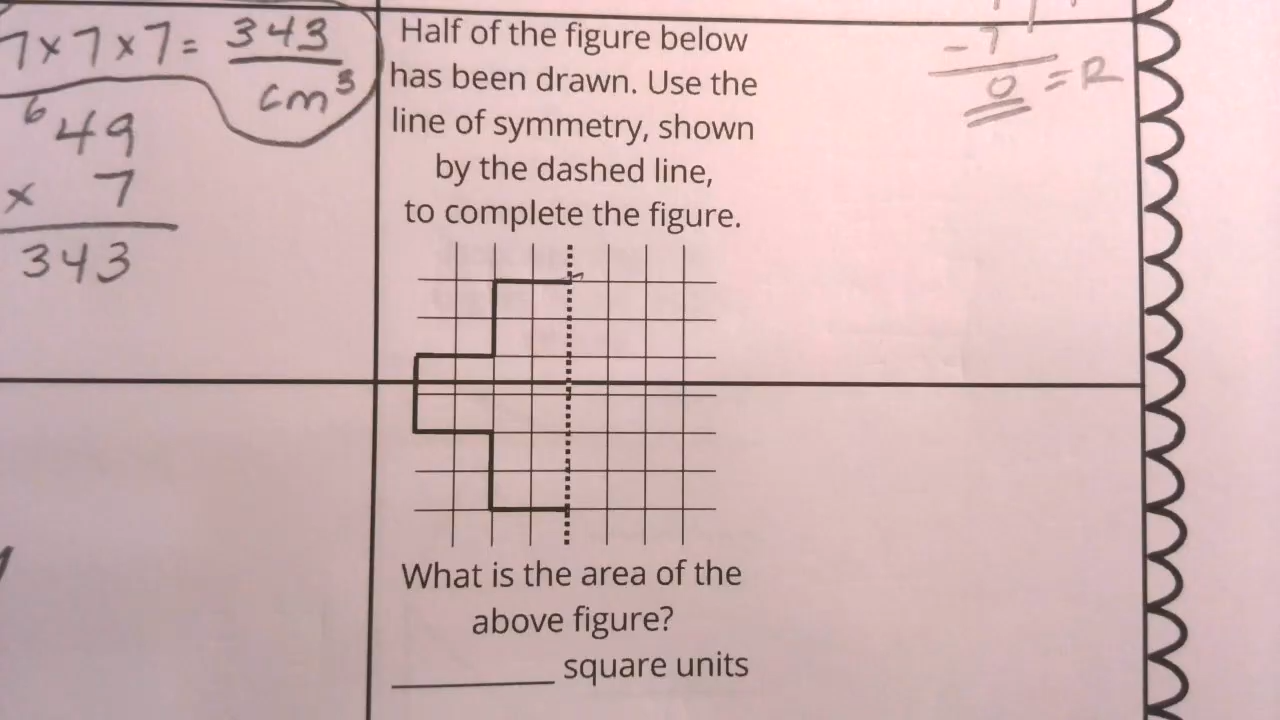 7 × 7 × 7 = 343
cm³
6
49
× 7
343
Half of the figure below
has been drawn. Use the
line of symmetry, shown
by the dashed line,
to complete the figure.
What is the area of the
above figure?
________ square units
- 7
0 = R